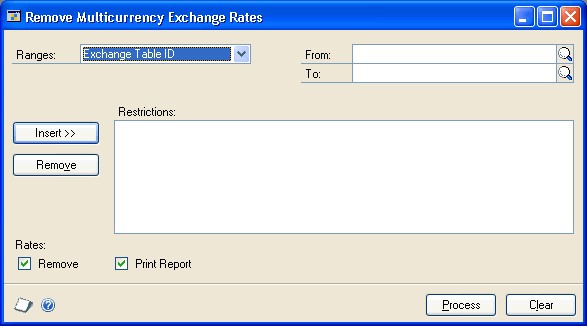 Remove Multicurrency Exchange Rates
Ranges: Exchange Table ID From:
To:
Restrictions:
Insert >>
Remove
Rates:
Remove Print Report
Process Clear